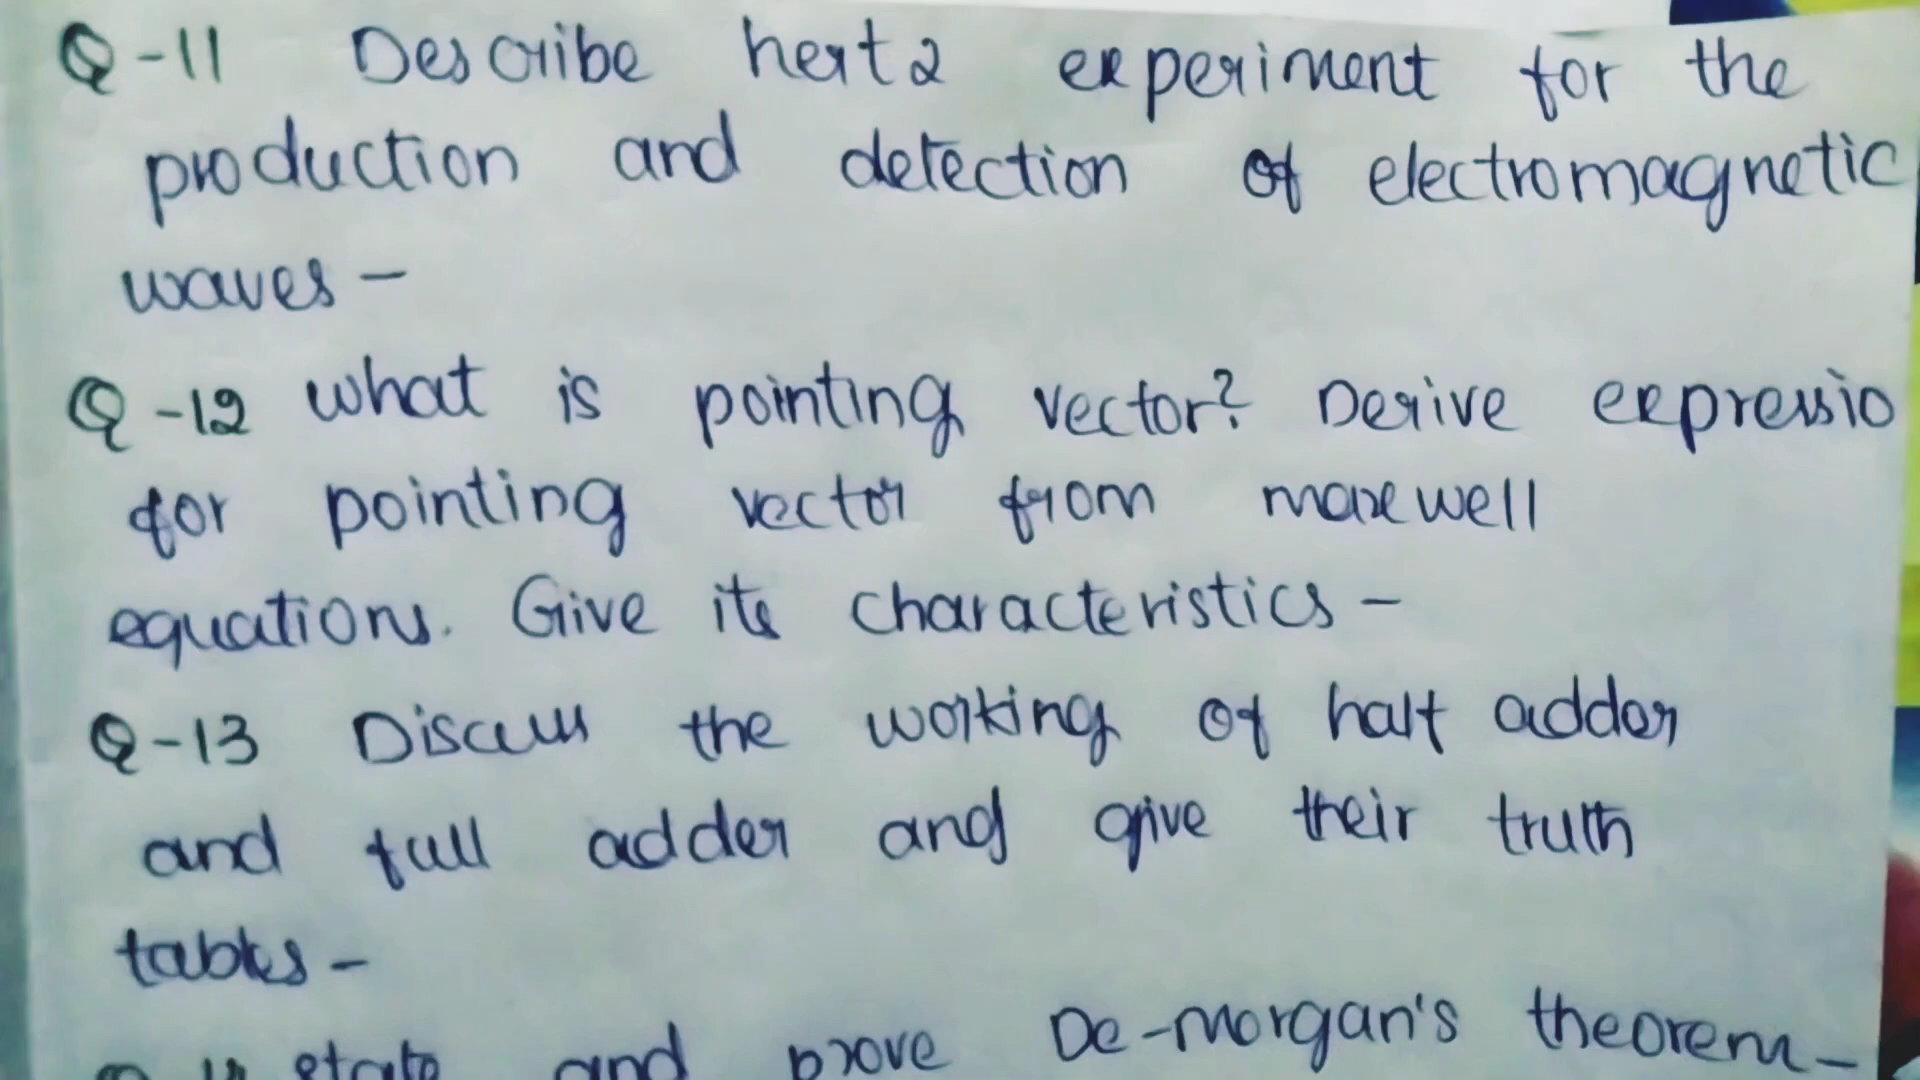 Q-11 Describe hertz experiment for the
production and detection of electromagnetic
waves -
Q-12 what is pointing vector? Derive expressio
for pointing vector from maxwell
equations. Give its characteristics -
Q-13 Discuss the working of half adder
and full adder and give their truth
tables -
state and prove De-morgan's theorem -